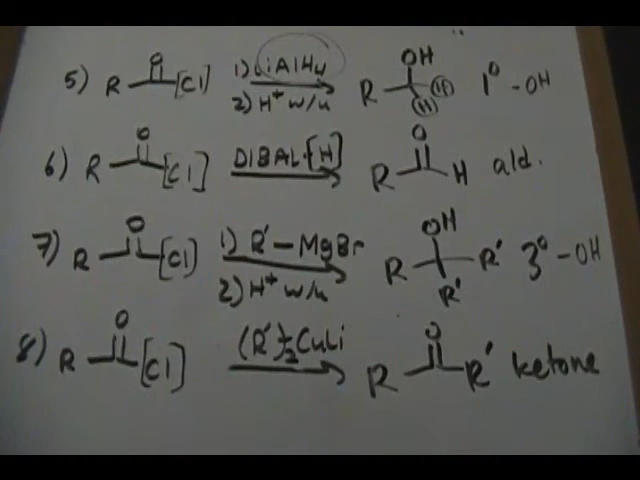 5) R O [Cl] 1) LiAlH4 2) H+ w/u R OH (H) (H) 1° -OH
6) R O [Cl] DIBAL-[H] R O H ald.
7) R O [Cl] 1) R'-MgBr 2) H+ w/u R OH R' R' 3° -OH
8) R O [Cl] (R')2CuLi R O R' ketone